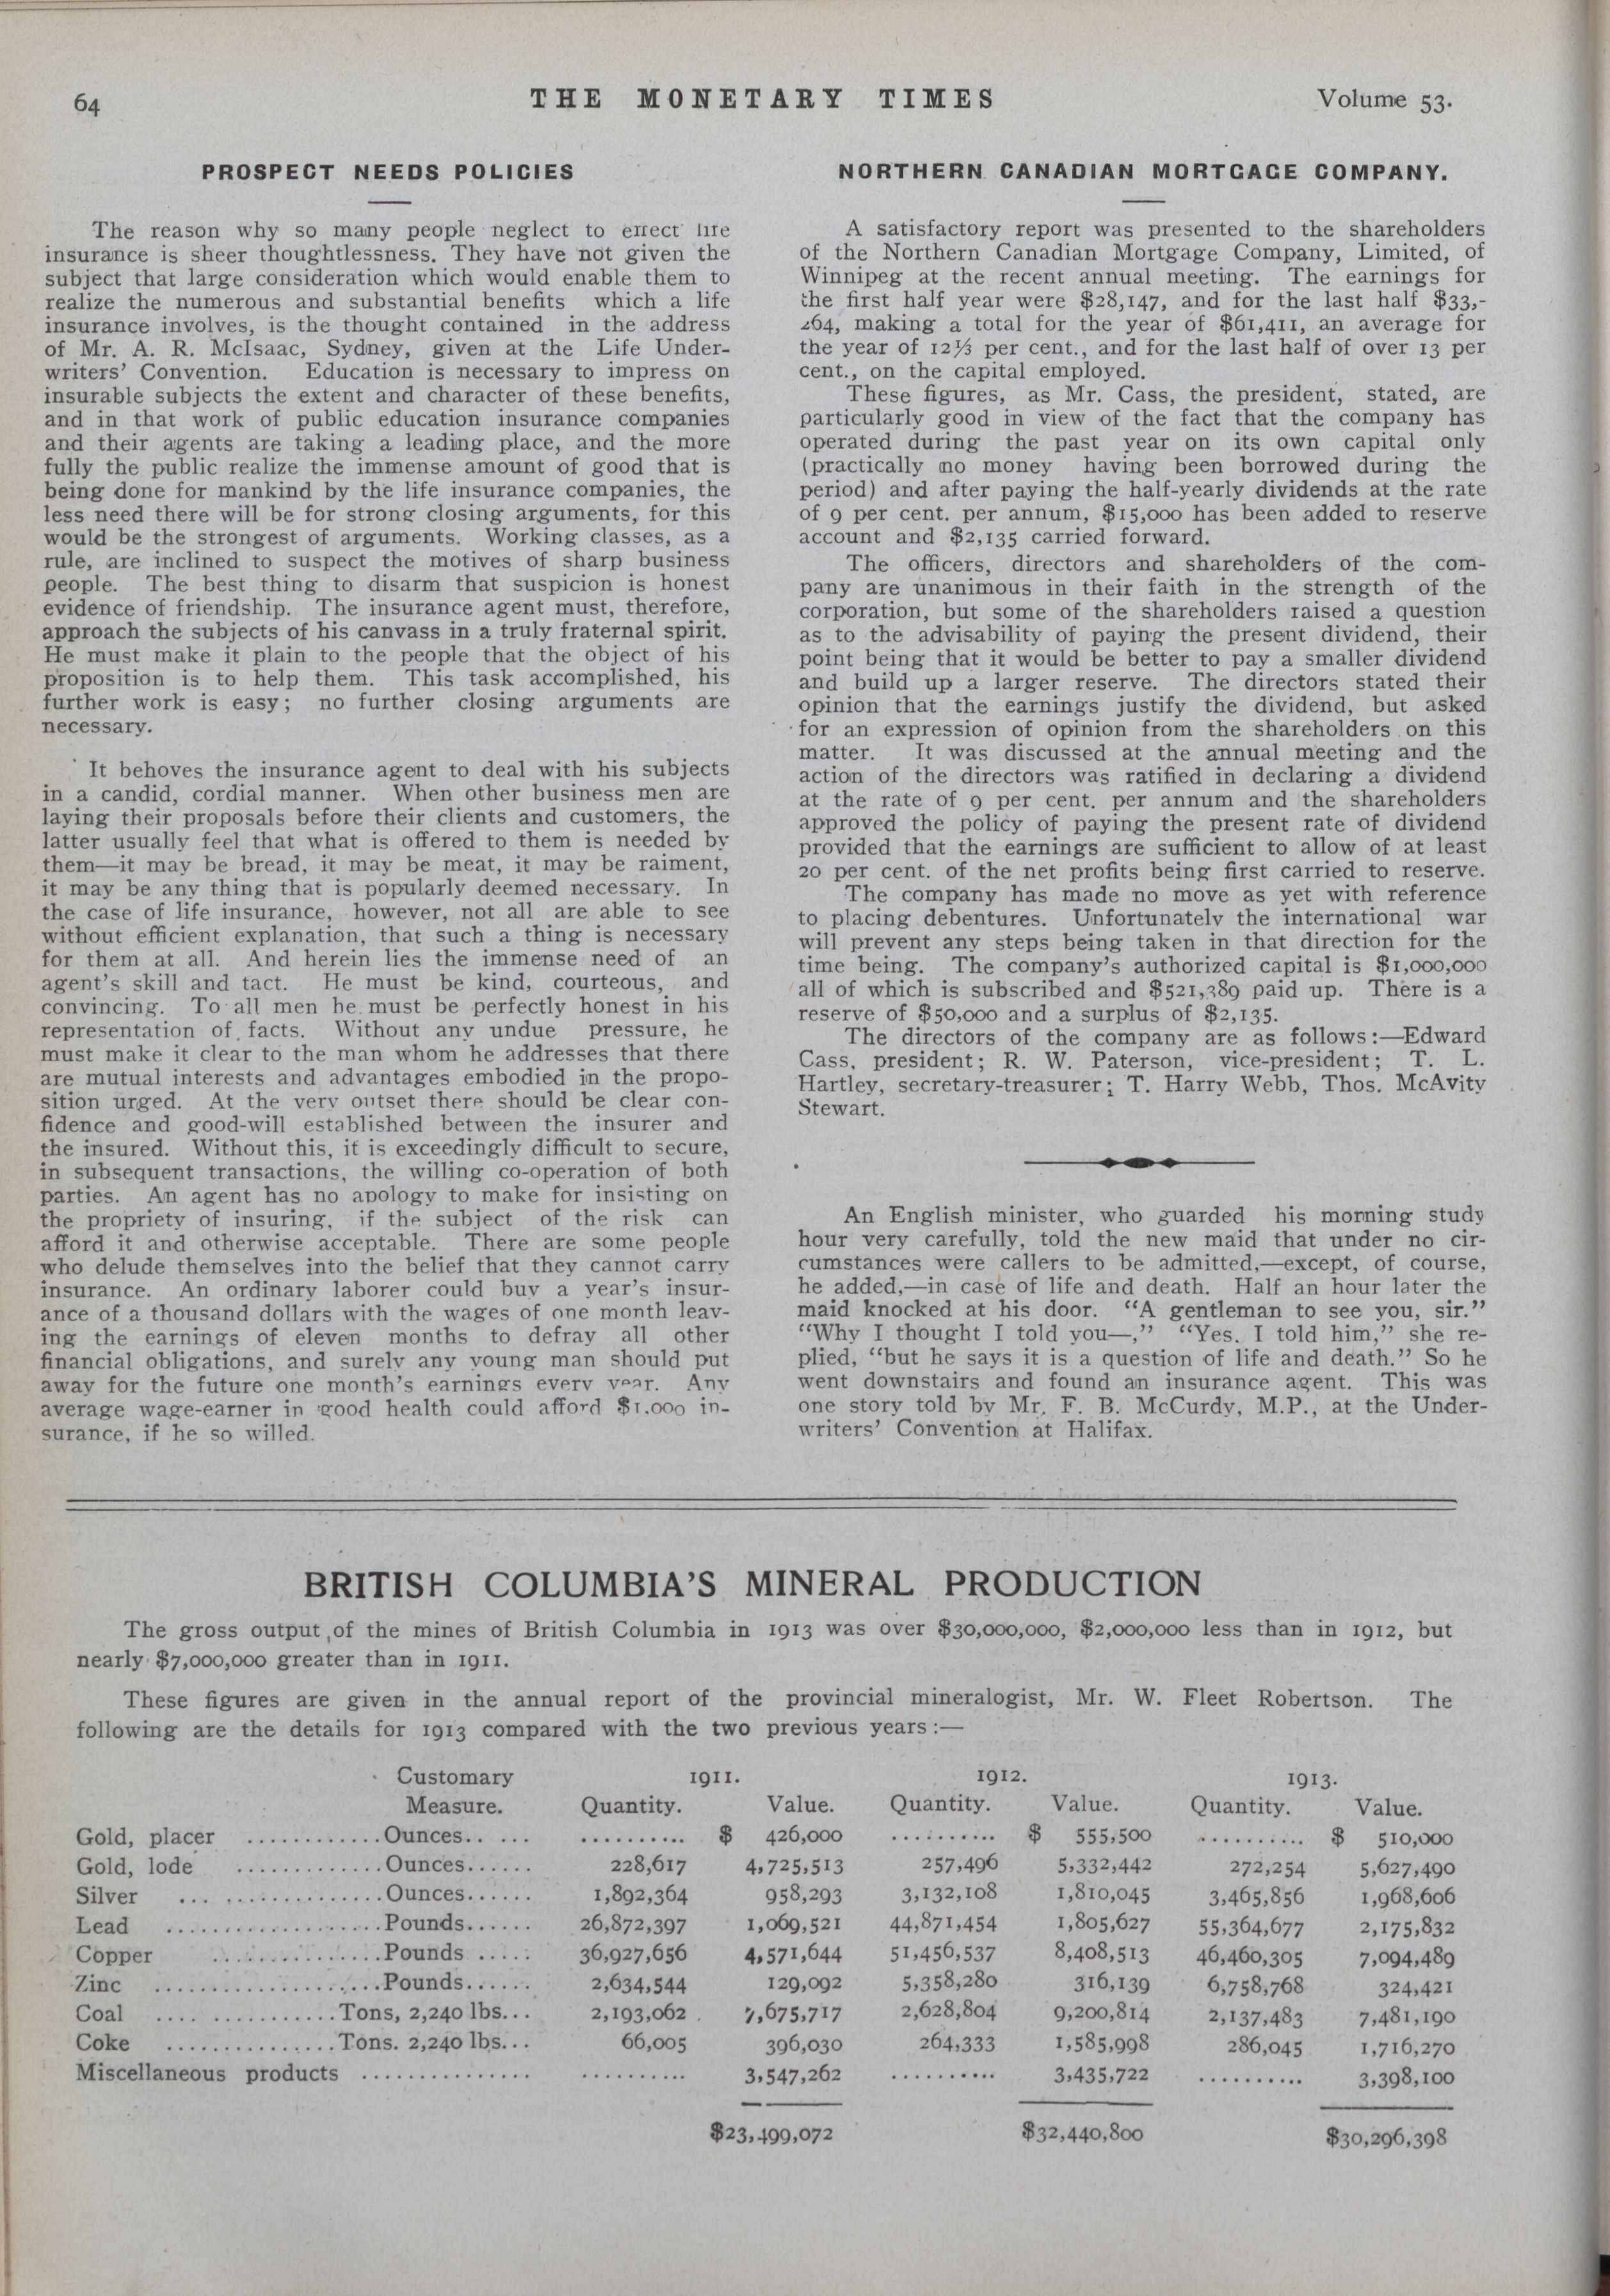 64
THE MONETARY TIMES
Volume 53.
PROSPECT NEEDS POLICIES
The reason why so many people neglect to effect life
insurance is sheer thoughtlessness. They have not given the
subject that large consideration which would enable them to
realize the numerous and substantial benefits which a life
insurance involves, is the thought contained in the address
of Mr. A. R. McIsaac, Sydney, given at the Life Under-
writers' Convention. Education is necessary to impress on
insurable subjects the extent and character of these benefits,
and in that work of public education insurance companies
and their agents are taking a leading place, and the more
fully the public realize the immense amount of good that is
being done for mankind by the life insurance companies, the
less need there will be for strong closing arguments, for this
would be the strongest of arguments. Working classes, as a
rule, are inclined to suspect the motives of sharp business
people. The best thing to disarm that suspicion is honest
evidence of friendship. The insurance agent must, therefore,
approach the subjects of his canvass in a truly fraternal spirit.
He must make it plain to the people that the object of his
proposition is to help them. This task accomplished, his
further work is easy; no further closing arguments are
necessary.
It behoves the insurance agent to deal with his subjects
in a candid, cordial manner. When other business men are
laying their proposals before their clients and customers, the
latter usually feel that what is offered to them is needed by
them—it may be bread, it may be meat, it may be raiment,
it may be any thing that is popularly deemed necessary. In
the case of life insurance, however, not all are able to see
without efficient explanation, that such a thing is necessary
for them at all. And herein lies the immense need of an
agent's skill and tact. He must be kind, courteous, and
convincing. To all men he must be perfectly honest in his
representation of facts. Without any undue pressure, he
must make it clear to the man whom he addresses that there
are mutual interests and advantages embodied in the propo-
sition urged. At the very outset there should be clear con-
fidence and good-will established between the insurer and
the insured. Without this, it is exceedingly difficult to secure,
in subsequent transactions, the willing co-operation of both
parties. An agent has no apology to make for insisting on
the propriety of insuring, if the subject of the risk can
afford it and otherwise acceptable. There are some people
who delude themselves into the belief that they cannot carry
insurance. An ordinary laborer could buy a year's insur-
ance of a thousand dollars with the wages of one month leav-
ing the earnings of eleven months to defray all other
financial obligations, and surely any young man should put
away for the future one month's earnings every year. Any
average wage-earner in good health could afford $1,000 in-
surance, if he so willed.
NORTHERN CANADIAN MORTGAGE COMPANY.
A satisfactory report was presented to the shareholders
of the Northern Canadian Mortgage Company, Limited, of
Winnipeg at the recent annual meeting. The earnings for
the first half year were $28,147, and for the last half $33,-
264, making a total for the year of $61,411, an average for
the year of 12⅓ per cent., and for the last half of over 13 per
cent., on the capital employed.
These figures, as Mr. Cass, the president, stated, are
particularly good in view of the fact that the company has
operated during the past year on its own capital only
(practically no money having been borrowed during the
period) and after paying the half-yearly dividends at the rate
of 9 per cent. per annum, $15,000 has been added to reserve
account and $2,135 carried forward.
The officers, directors and shareholders of the com-
pany are unanimous in their faith in the strength of the
corporation, but some of the shareholders raised a question
as to the advisability of paying the present dividend, their
point being that it would be better to pay a smaller dividend
and build up a larger reserve. The directors stated their
opinion that the earnings justify the dividend, but asked
for an expression of opinion from the shareholders on this
matter. It was discussed at the annual meeting and the
action of the directors was ratified in declaring a dividend
at the rate of 9 per cent. per annum and the shareholders
approved the policy of paying the present rate of dividend
provided that the earnings are sufficient to allow of at least
20 per cent. of the net profits being first carried to reserve.
The company has made no move as yet with reference
to placing debentures. Unfortunately the international war
will prevent any steps being taken in that direction for the
time being. The company's authorized capital is $1,000,000
all of which is subscribed and $521,389 paid up. There is a
reserve of $50,000 and a surplus of $2,135.
The directors of the company are as follows:—Edward
Cass, president; R. W. Paterson, vice-president; T. L.
Hartley, secretary-treasurer; T. Harry Webb, Thos. McAvity
Stewart.
An English minister, who guarded his morning study
hour very carefully, told the new maid that under no cir-
cumstances were callers to be admitted,—except, of course,
he added,—in case of life and death. Half an hour later the
maid knocked at his door. "A gentleman to see you, sir."
"Why I thought I told you—," "Yes. I told him," she re-
plied, "but he says it is a question of life and death." So he
went downstairs and found an insurance agent. This was
one story told by Mr. F. B. McCurdy, M.P., at the Under-
writers' Convention at Halifax.
BRITISH COLUMBIA'S MINERAL PRODUCTION
The gross output of the mines of British Columbia in 1913 was over $30,000,000, $2,000,000 less than in 1912, but
nearly $7,000,000 greater than in 1911.
These figures are given in the annual report of the provincial mineralogist, Mr. W. Fleet Robertson. The
following are the details for 1913 compared with the two previous years:—
Customary 1911. 1912. 1913.
Measure. Quantity. Value. Quantity. Value. Quantity. Value.
Gold, placer ............Ounces.. ... .......... $ 426,000 .......... $ 555,500 .......... $ 510,000
Gold, lode .............Ounces...... 228,617 4,725,513 257,496 5,332,442 272,254 5,627,490
Silver ... ..............Ounces...... 1,892,364 958,293 3,132,108 1,810,045 3,465,856 1,968,606
Lead ....................Pounds...... 26,872,397 1,069,521 44,871,454 1,805,627 55,364,677 2,175,832
Copper ...............Pounds ..... 36,927,656 4,571,644 51,456,537 8,408,513 46,460,305 7,094,489
Zinc .....................Pounds...... 2,634,544 129,092 5,358,280 316,139 6,758,768 324,421
Coal .... ............Tons, 2,240 lbs... 2,193,062 7,675,717 2,628,804 9,200,814 2,137,483 7,481,190
Coke ...............Tons. 2,240 lbs... 66,005 396,030 264,333 1,585,998 286,045 1,716,270
Miscellaneous products ............... .......... 3,547,262 .......... 3,435,722 .......... 3,398,100
$23,499,072 $32,440,800 $30,296,398